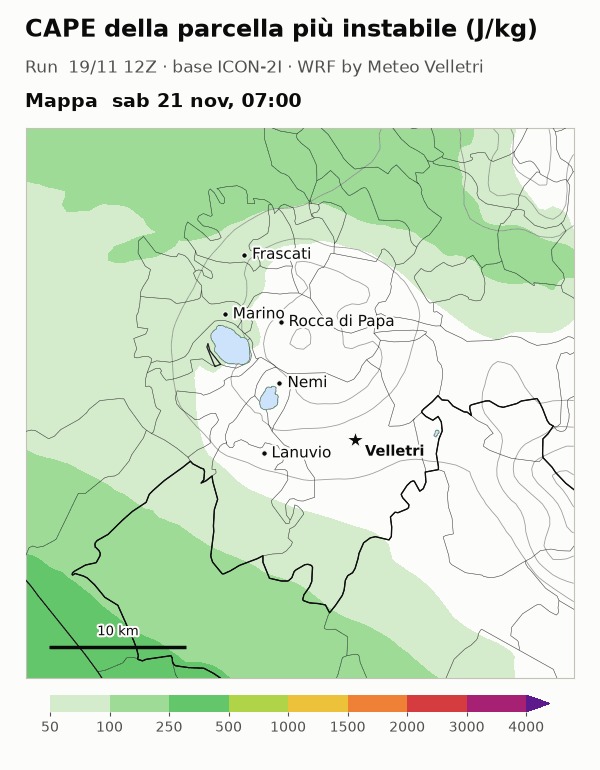 CAPE della parcella più instabile (J/kg)
Run  19/11 12Z · base ICON-2I · WRF by Meteo Velletri
Mappa  sab 21 nov, 07:00
Frascati
Marino
Rocca di Papa
Nemi
Velletri
Lanuvio
10 km
50 100 250 500 1000 1500 2000 3000 4000